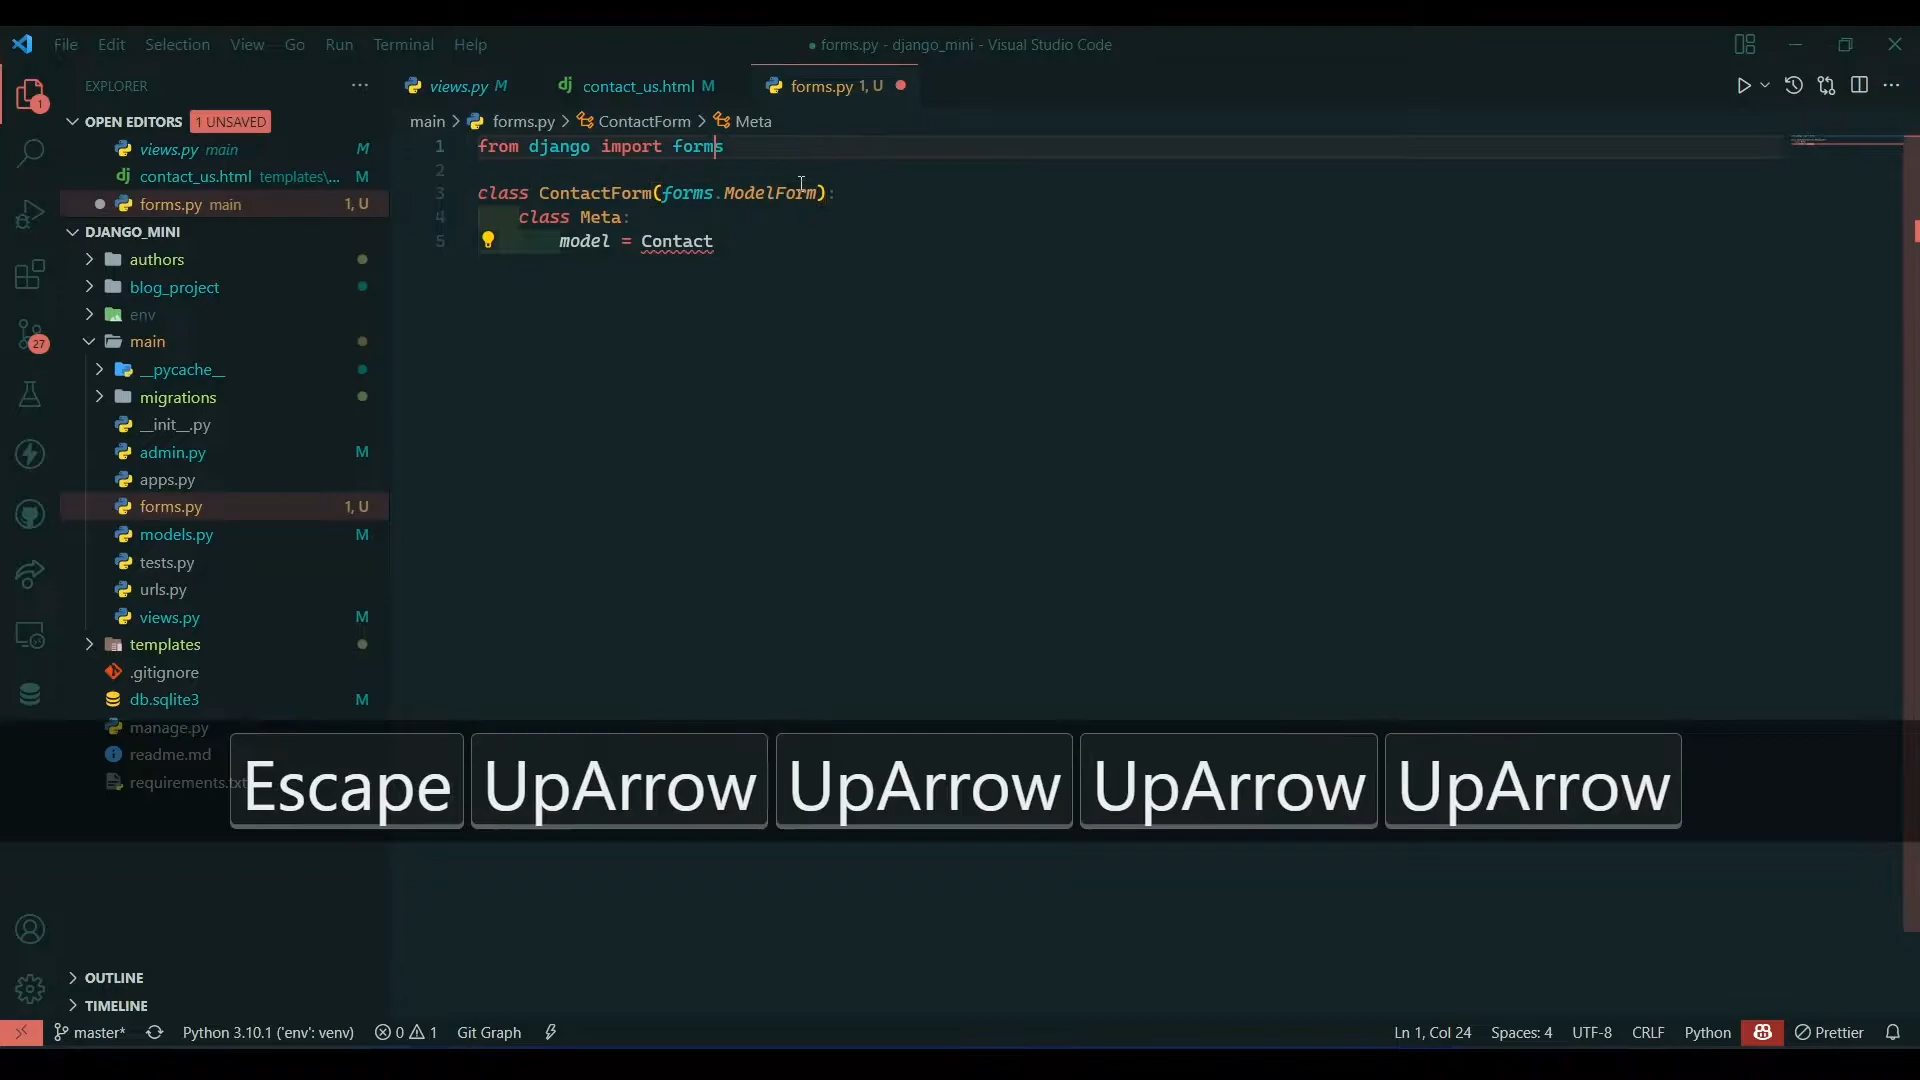 File Edit Selection View Go Run Terminal Help
● forms.py - django_mini - Visual Studio Code
EXPLORER
views.py M
contact_us.html M
forms.py 1, U
OPEN EDITORS 1 UNSAVED
main > forms.py > ContactForm > Meta
views.py main M
contact_us.html templates\... M
forms.py main 1, U
1 from django import forms
2
3 class ContactForm(forms.ModelForm):
4 class Meta:
5 model = Contact
DJANGO_MINI
authors
blog_project
env
main
__pycache__
migrations
__init__.py
admin.py M
apps.py
forms.py 1, U
models.py M
tests.py
urls.py
views.py M
templates
.gitignore
db.sqlite3 M
manage.py
readme.md
requirements.txt
1
27
Escape UpArrow UpArrow UpArrow UpArrow
OUTLINE
TIMELINE
master* Python 3.10.1 ('env': venv) 0 1 Git Graph
Ln 1, Col 24 Spaces: 4 UTF-8 CRLF Python Prettier